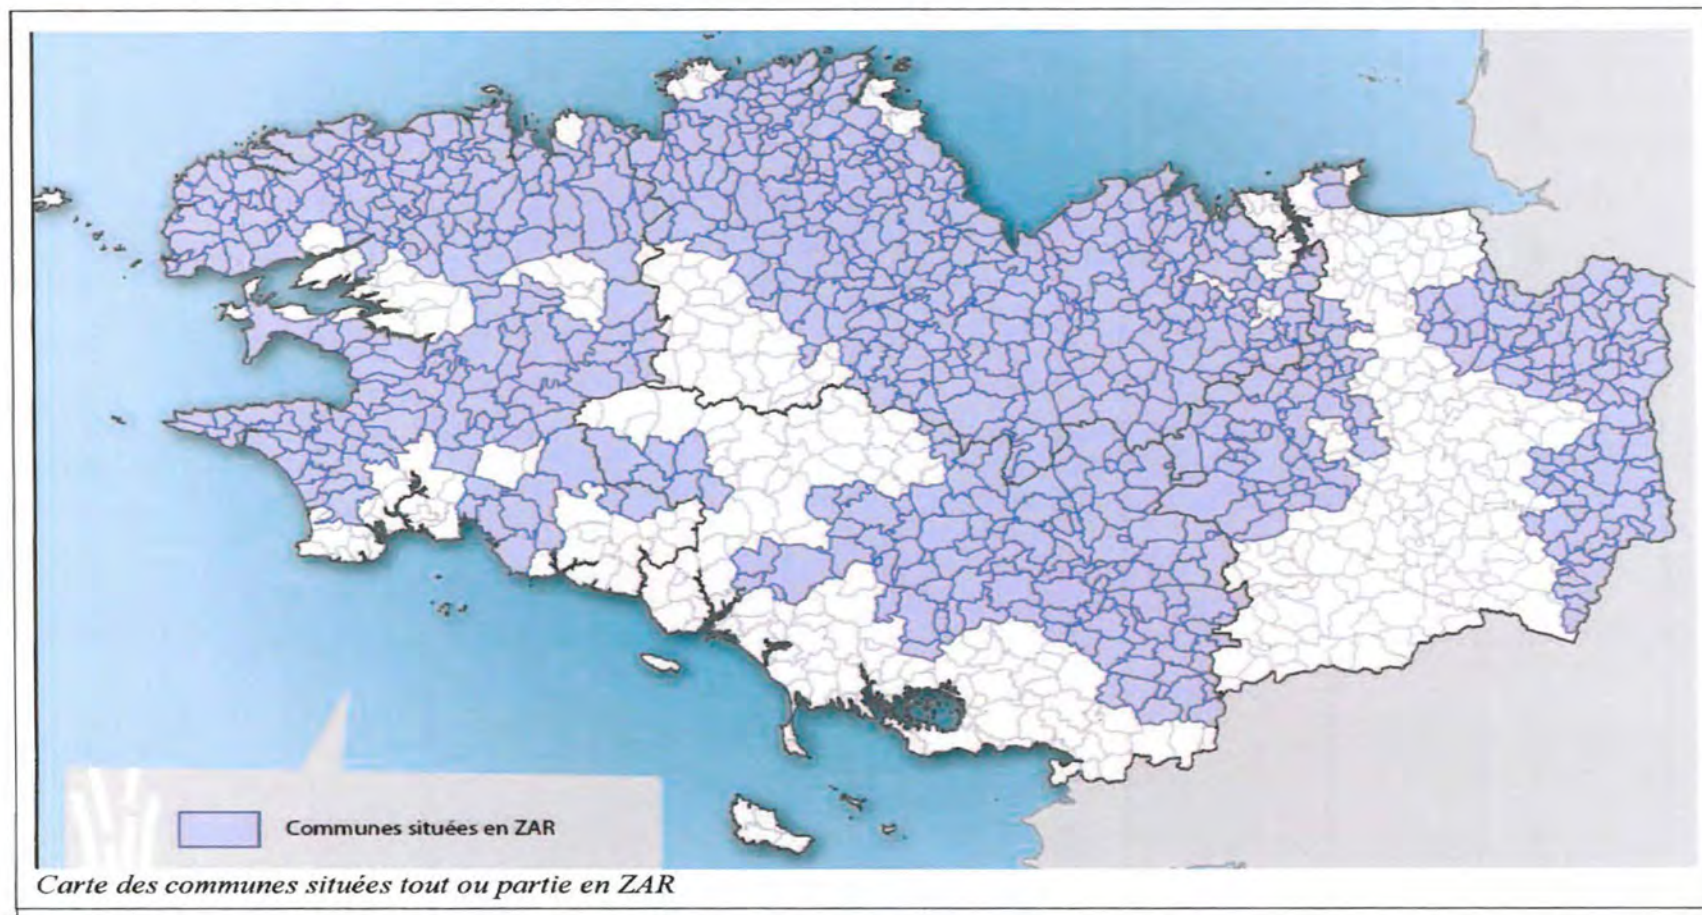 Communes situées en ZAR
Carte des communes situées tout ou partie en ZAR